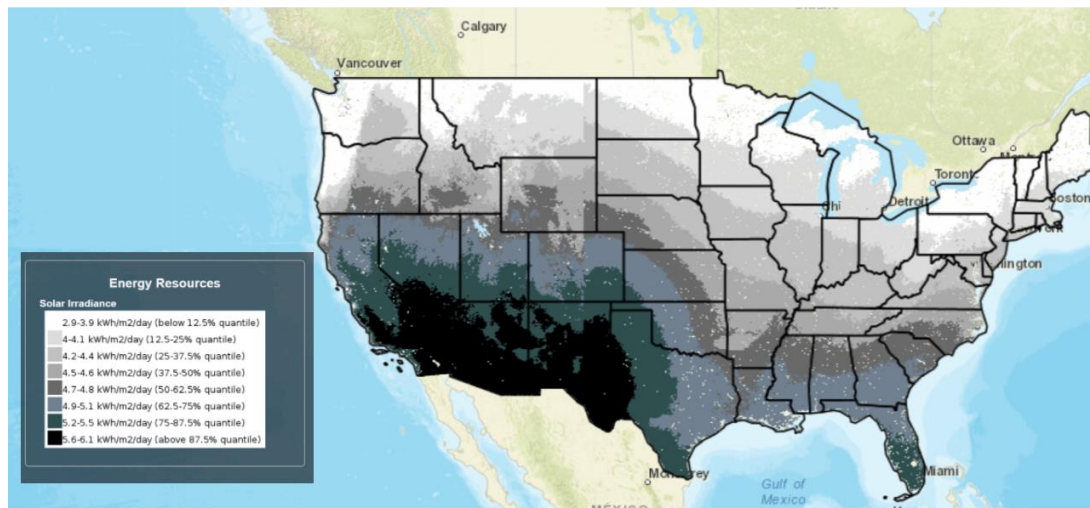 Calgary
Vancouver
Ottawa
Toront
Chi
Detroit
Boston
Energy Resources
Solar Irradiance
2.9-3.9 kWh/m2/day (below 12.5% quantile)
4-4.1 kWh/m2/day (12.5-25% quantile)
4.2-4.4 kWh/m2/day (25-37.5% quantile)
4.5-4.6 kWh/m2/day (37.5-50% quantile)
4.7-4.8 kWh/m2/day (50-62.5% quantile)
4.9-5.1 kWh/m2/day (62.5-75% quantile)
5.2-5.5 kWh/m2/day (75-87.5% quantile)
5.6-6.1 kWh/m2/day (above 87.5% quantile)
Miami
Gulf of
Mexico